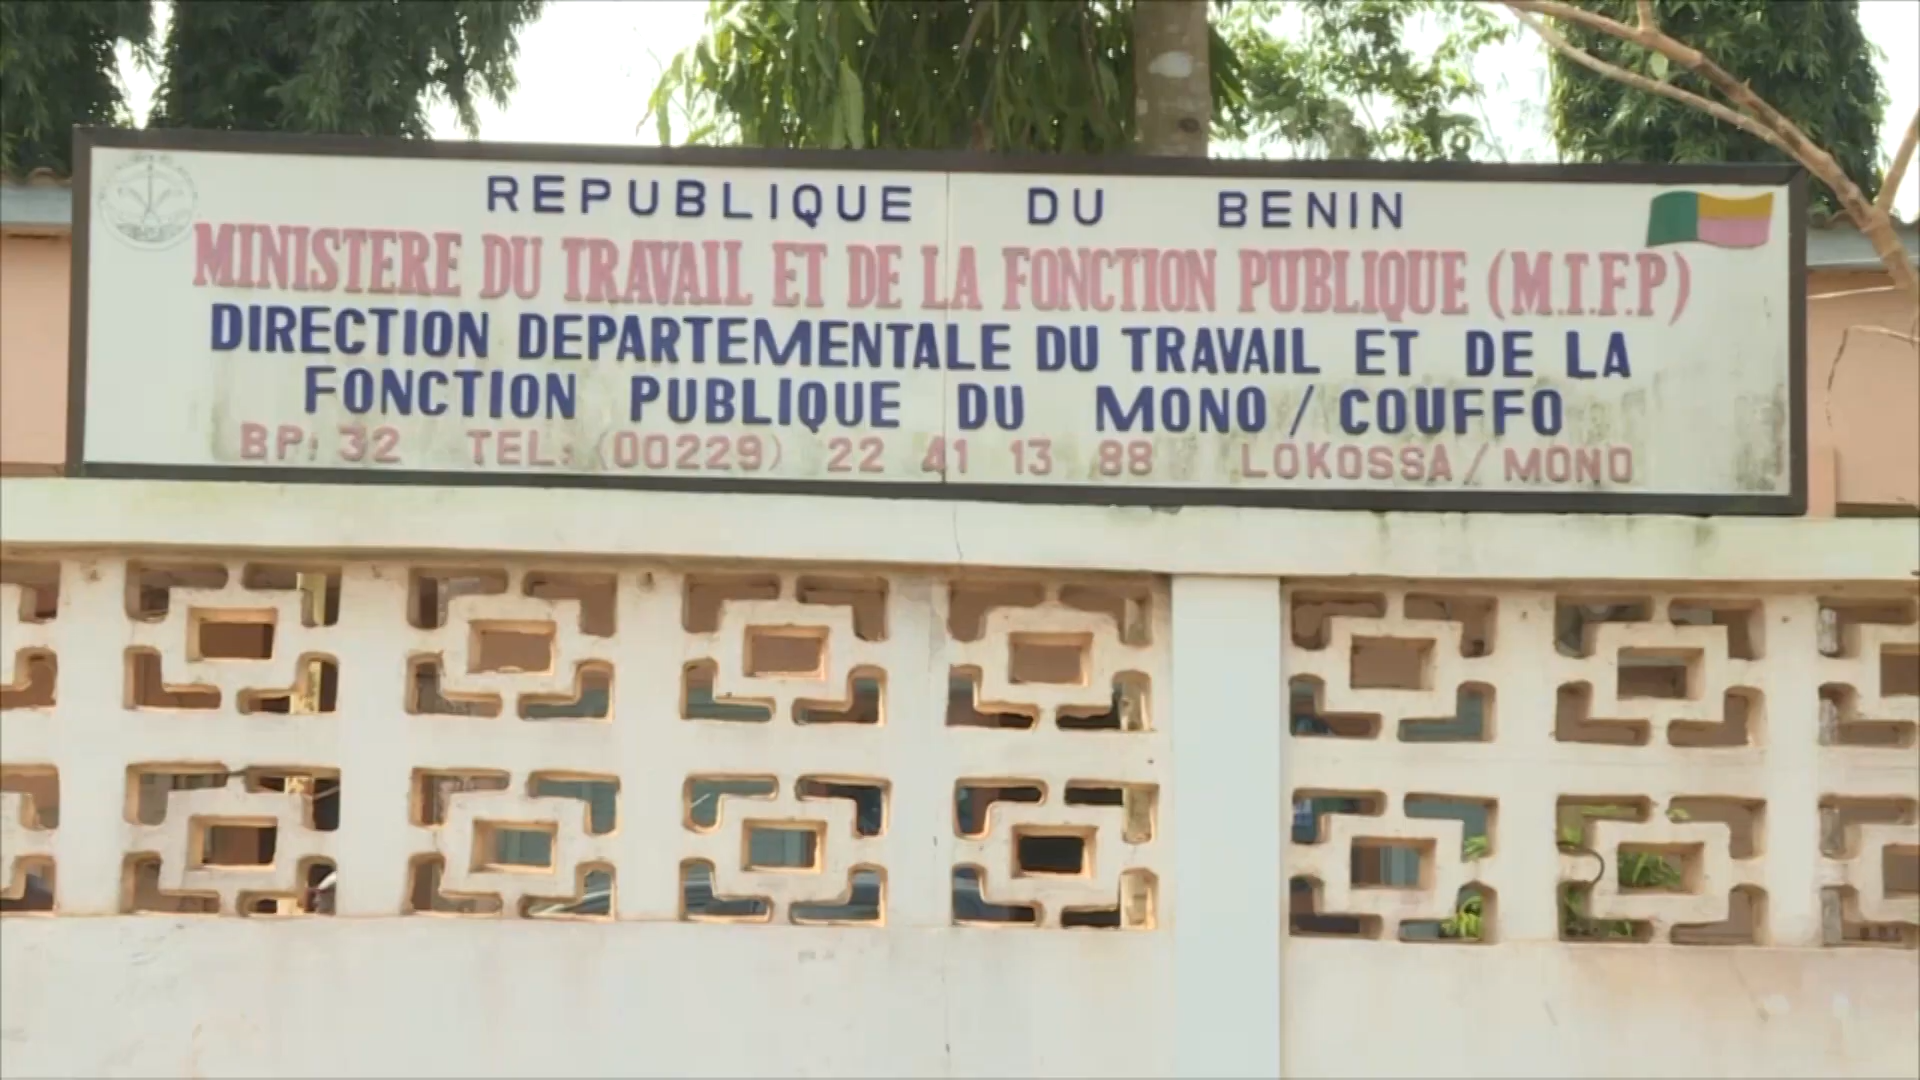 REPUBLIQUE DU BENIN
MINISTERE DU TRAVAIL ET DE LA FONCTION PUBLIQUE (M.T.F.P)
DIRECTION DEPARTEMENTALE DU TRAVAIL ET DE LA
FONCTION PUBLIQUE DU MONO / COUFFO
BP: 32 TEL: (00229) 22 41 13 88 LOKOSSA / MONO